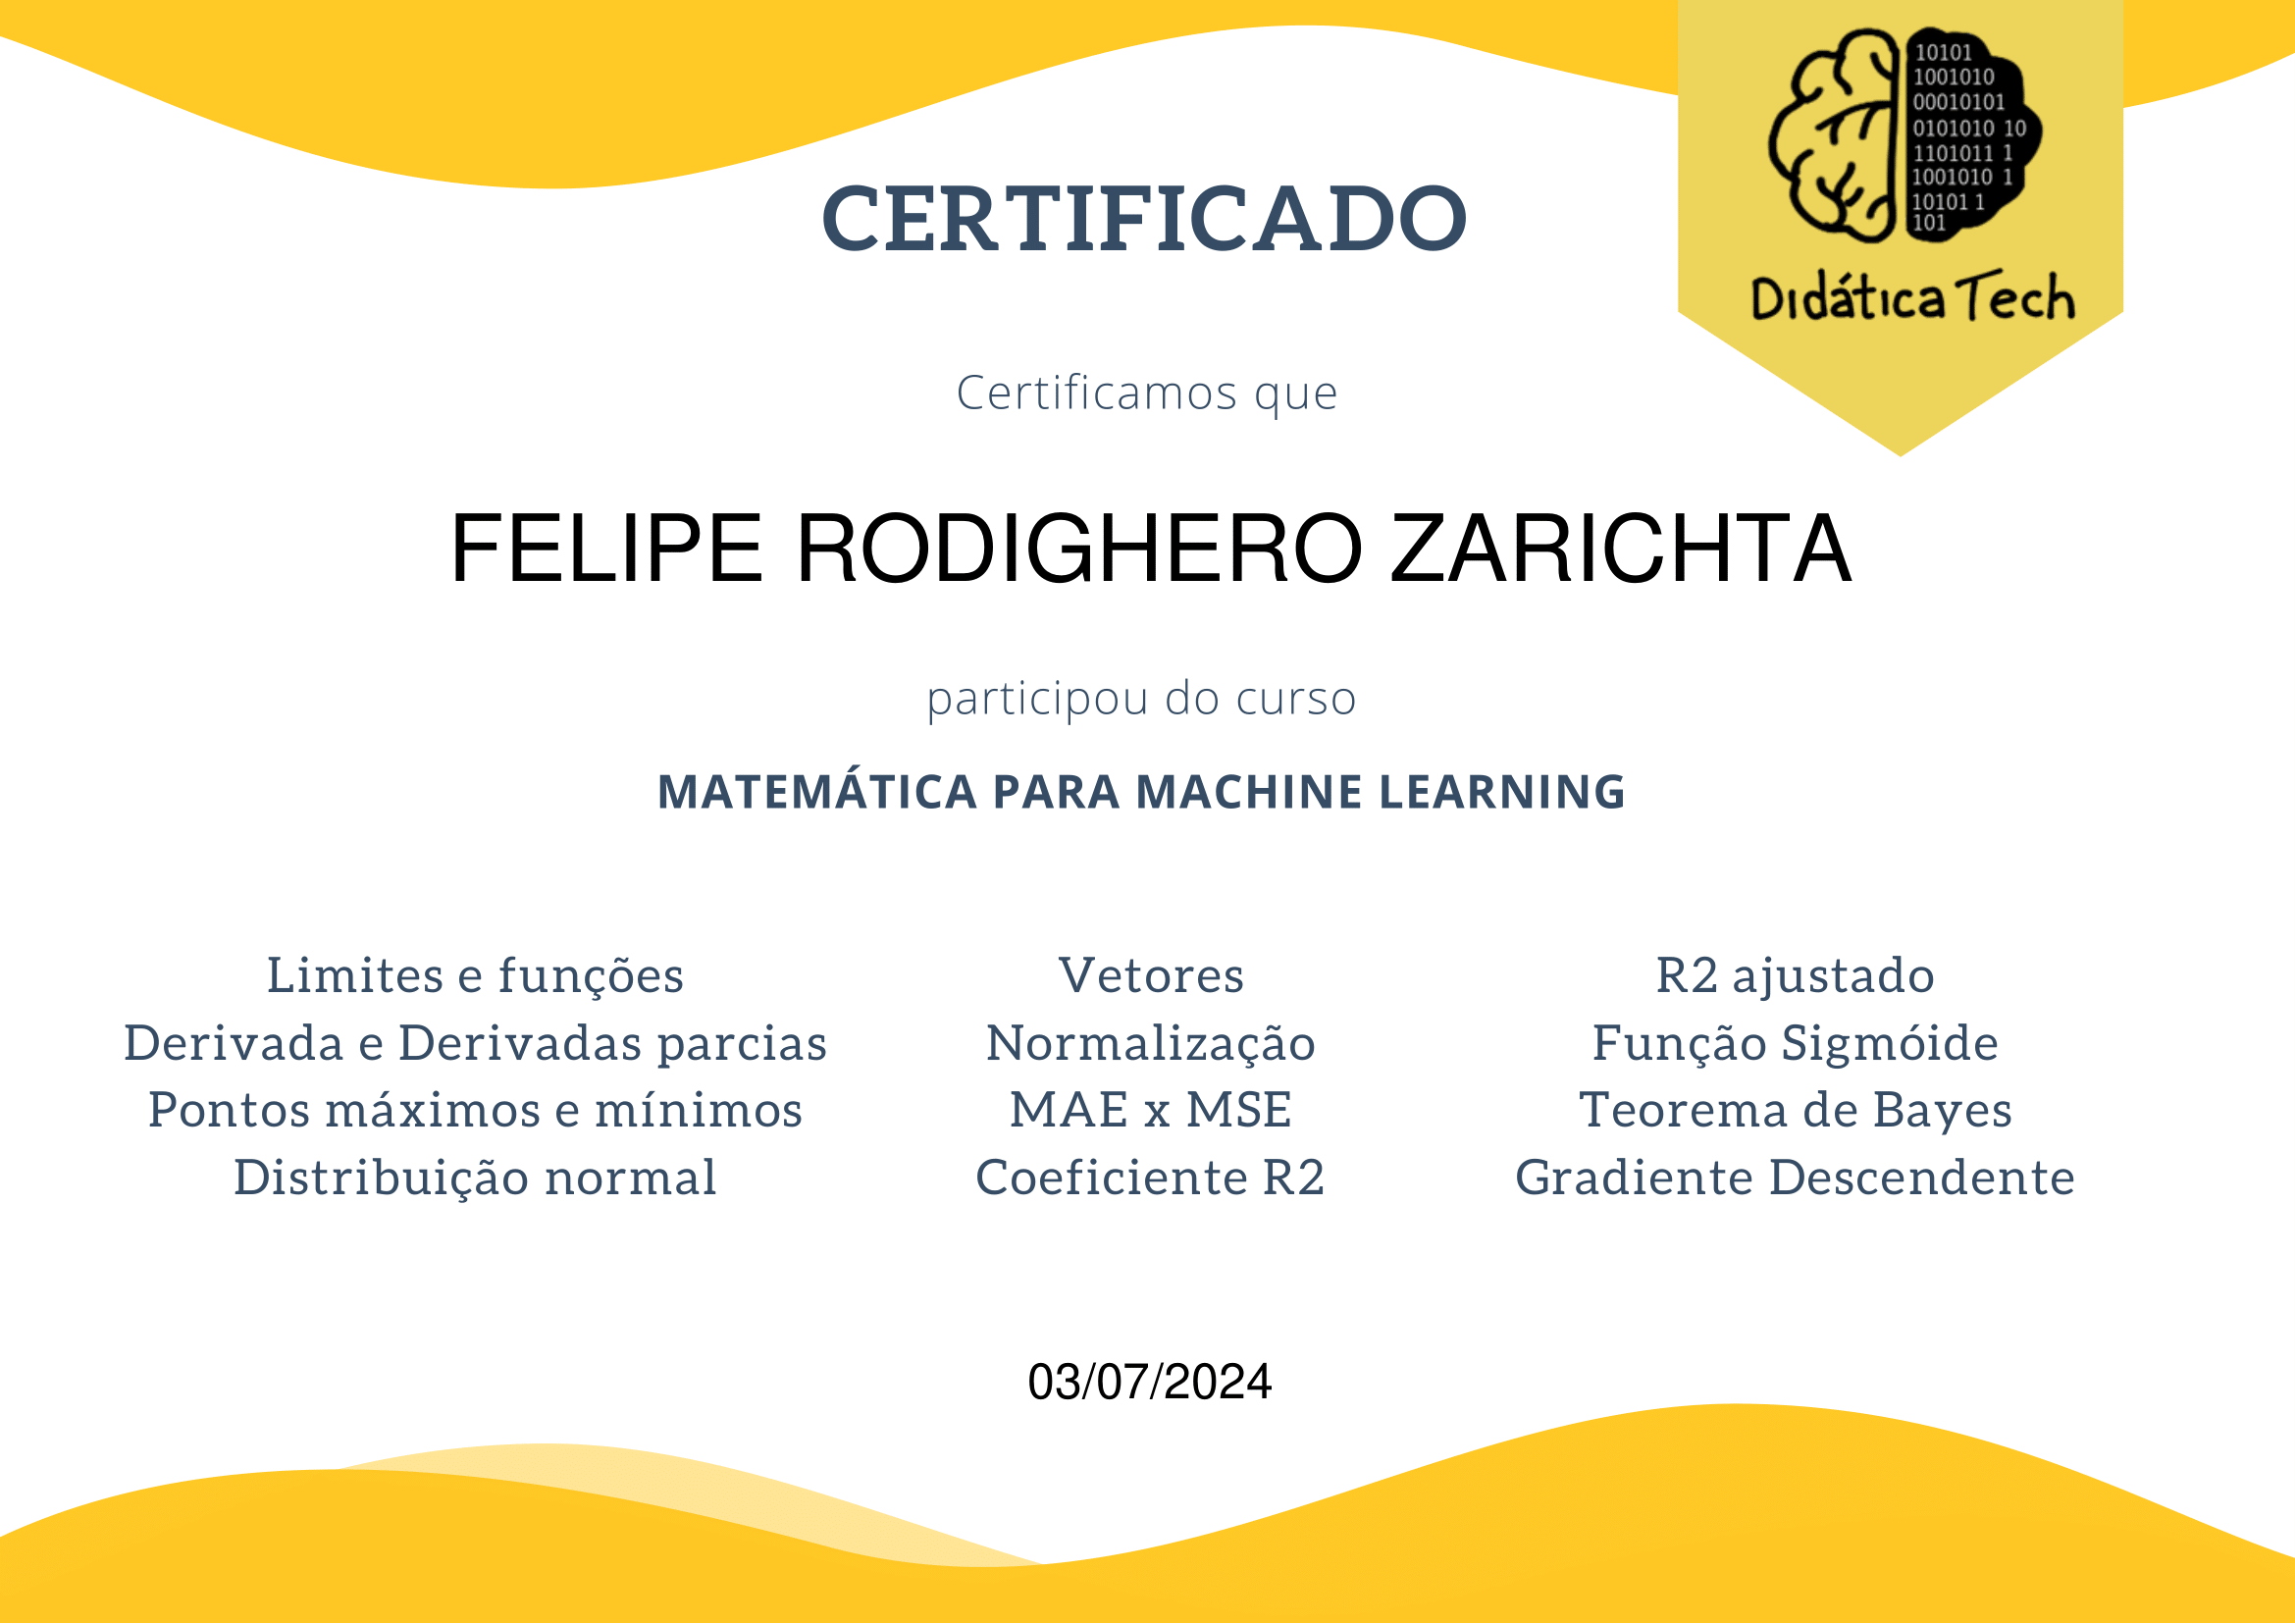 10101
1001010
00010101
0101010 10
1101011 1
1001010 1
10101 1
101
Didática Tech
CERTIFICADO
Certificamos que
FELIPE RODIGHERO ZARICHTA
participou do curso
MATEMÁTICA PARA MACHINE LEARNING
Limites e funções
Derivada e Derivadas parcias
Pontos máximos e mínimos
Distribuição normal
Vetores
Normalização
MAE x MSE
Coeficiente R2
R2 ajustado
Função Sigmóide
Teorema de Bayes
Gradiente Descendente
03/07/2024